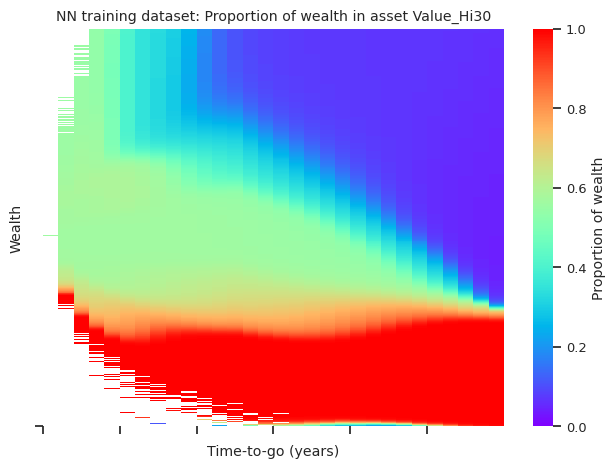 NN training dataset: Proportion of wealth in asset Value_Hi30
Wealth
Time-to-go (years)
1.0
0.8
0.6
0.4
0.2
0.0
Proportion of wealth